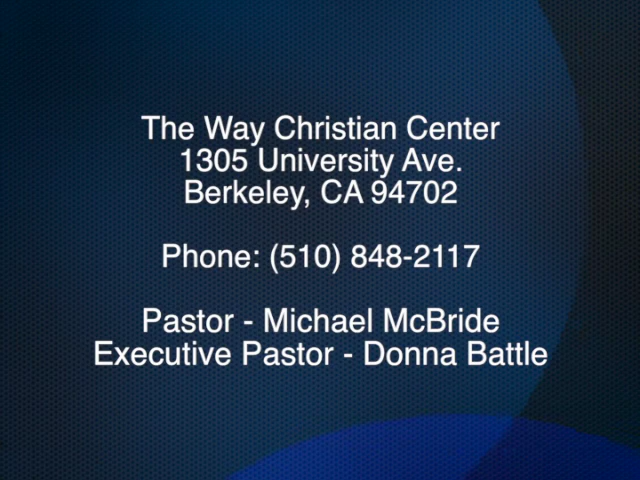 The Way Christian Center
1305 University Ave.
Berkeley, CA 94702
Phone: (510) 848-2117
Pastor - Michael McBride
Executive Pastor - Donna Battle